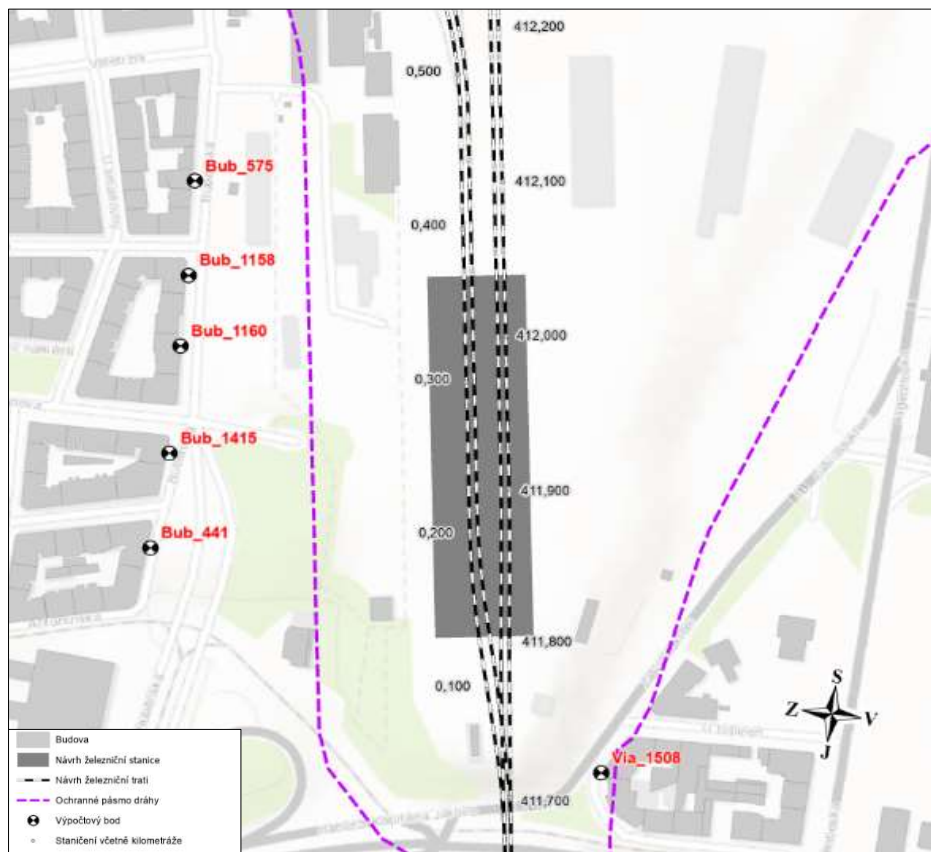 412,200
0,500
Bub_575
412,100
0,400
Bub_1158
412,000
Bub_1160
0,300
Bub_1415
411,900
0,200
Bub_441
411,800
0,100
S
Z
V
J
Via_1508
411,700
Budova
Návrh železniční stanice
Návrh železniční trati
Ochranné pásmo dráhy
Výpočtový bod
Staničení včetně kilometráže